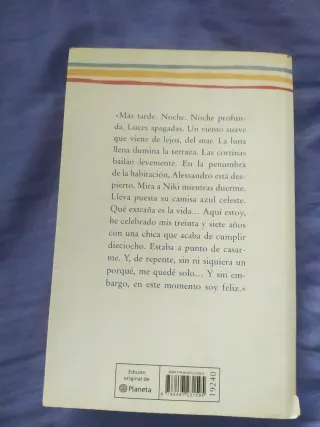 «Más tarde. Noche. Noche profun-
da. Luces apagadas. Un viento suave
que viene de lejos, del mar. La luna
llena ilumina la terraza. Las cortinas
bailan levemente. En la penumbra
de la habitación, Alessandro está des-
pierto. Mira a Niki mientras duerme.
Lleva puesta su camisa azul celeste.
Qué extraña es la vida... Aquí estoy,
he celebrado mis treinta y siete años
con una chica que acaba de cumplir
dieciocho. Estaba a punto de casar-
me. Y, de repente, sin ni siquiera un
porqué, me quedé solo... Y sin em-
bargo, en este momento soy feliz.»
Edición
original de
Planeta
19240